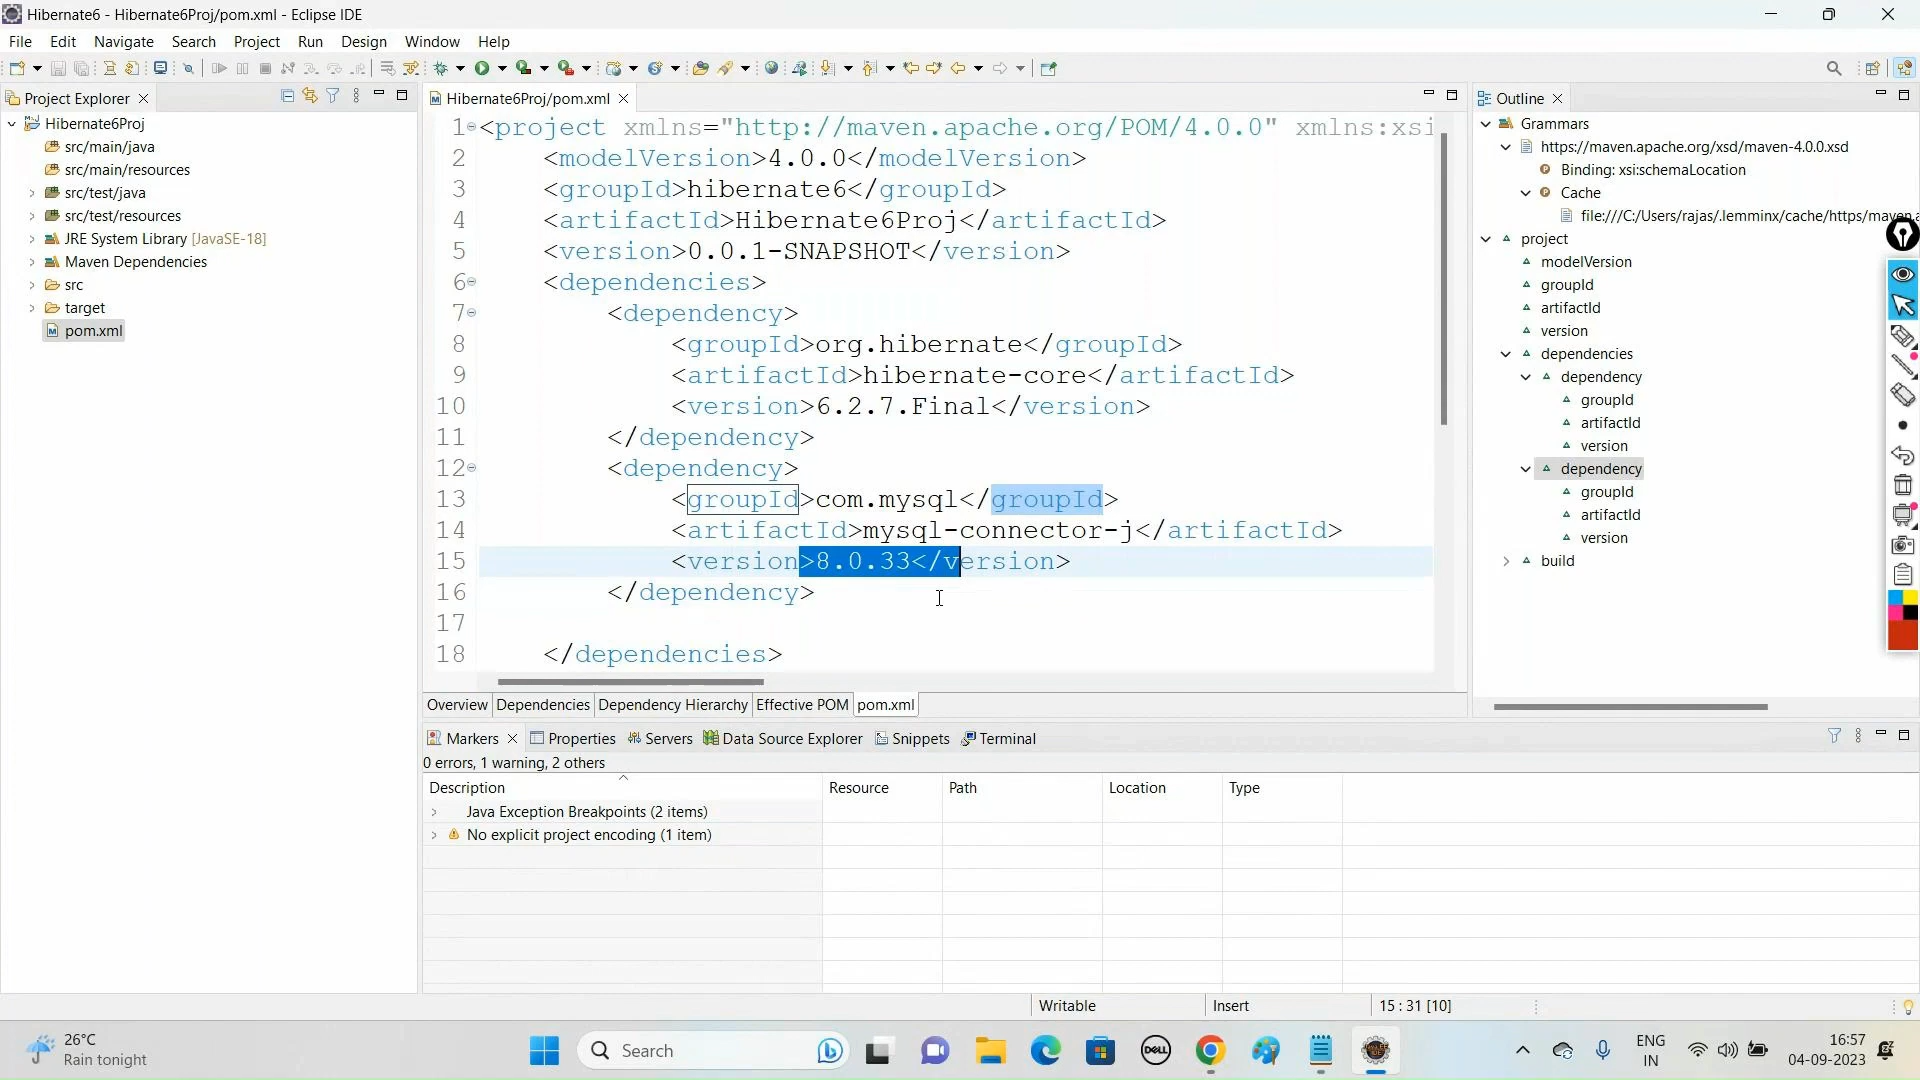 Hibernate6 - Hibernate6Proj/pom.xml - Eclipse IDE
File Edit Navigate Search Project Run Design Window Help
Project Explorer
Hibernate6Proj
src/main/java
src/main/resources
src/test/java
src/test/resources
JRE System Library [JavaSE-18]
Maven Dependencies
src
target
pom.xml
Hibernate6Proj/pom.xml
1 <project xmlns="http://maven.apache.org/POM/4.0.0" xmlns:xsi
2 <modelVersion>4.0.0</modelVersion>
3 <groupId>hibernate6</groupId>
4 <artifactId>Hibernate6Proj</artifactId>
5 <version>0.0.1-SNAPSHOT</version>
6 <dependencies>
7 <dependency>
8 <groupId>org.hibernate</groupId>
9 <artifactId>hibernate-core</artifactId>
10 <version>6.2.7.Final</version>
11 </dependency>
12 <dependency>
13 <groupId>com.mysql</groupId>
14 <artifactId>mysql-connector-j</artifactId>
15 <version>8.0.33</version>
16 </dependency>
17
18 </dependencies>
Overview Dependencies Dependency Hierarchy Effective POM pom.xml
Outline
Grammars
https://maven.apache.org/xsd/maven-4.0.0.xsd
Binding: xsi:schemaLocation
Cache
file:///C:/Users/rajas/.lemminx/cache/https/maven.a
project
modelVersion
groupId
artifactId
version
dependencies
dependency
groupId
artifactId
version
dependency
groupId
artifactId
version
build
Markers Properties Servers Data Source Explorer Snippets Terminal
0 errors, 1 warning, 2 others
Description Resource Path Location Type
Java Exception Breakpoints (2 items)
No explicit project encoding (1 item)
Writable Insert 15 : 31 [10]
26°C
Rain tonight
Search
DELL
ENG
IN
16:57
04-09-2023